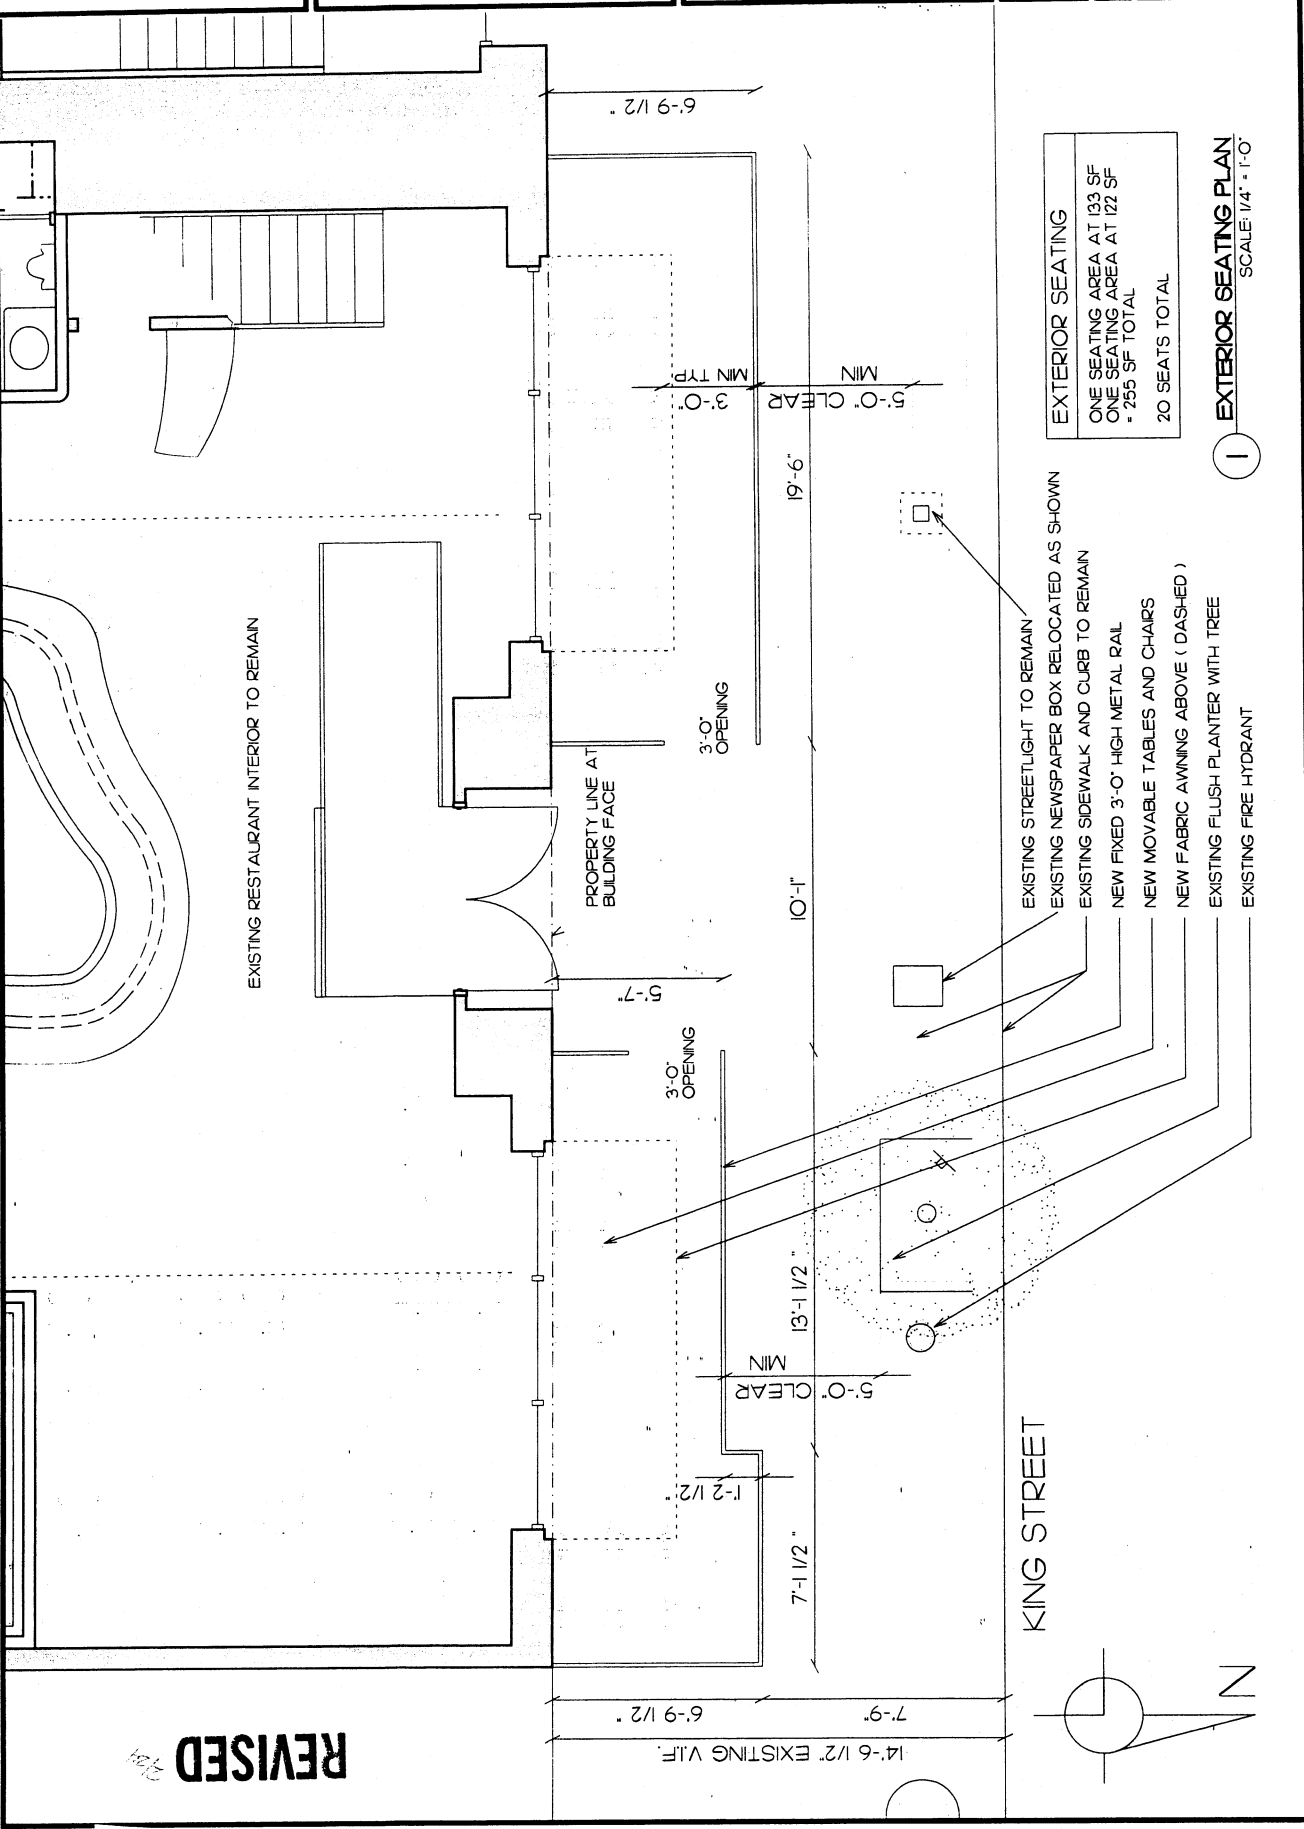 REVISED
EXISTING RESTAURANT INTERIOR TO REMAIN
6'-9 1/2"
3'-0"
MIN TYP.
5'-0" CLEAR
MIN
19'-6"
3'-0"
OPENING
PROPERTY LINE AT
BUILDING FACE
10'-1"
5'-7"
3'-0"
OPENING
13'-1 1/2"
5'-0" CLEAR
MIN
1'-2 1/2"
7'-1 1/2"
6'-9 1/2"
7'-9"
14'-6 1/2" EXISTING V.I.F.
KING STREET
N
EXISTING STREETLIGHT TO REMAIN
EXISTING NEWSPAPER BOX RELOCATED AS SHOWN
EXISTING SIDEWALK AND CURB TO REMAIN
NEW FIXED 3'-0" HIGH METAL RAIL
NEW MOVABLE TABLES AND CHAIRS
NEW FABRIC AWNING ABOVE ( DASHED )
EXISTING FLUSH PLANTER WITH TREE
EXISTING FIRE HYDRANT
EXTERIOR SEATING
ONE SEATING AREA AT 133 SF
ONE SEATING AREA AT 122 SF
= 255 SF TOTAL
20 SEATS TOTAL
1
EXTERIOR SEATING PLAN
SCALE: 1/4" = 1'-0"